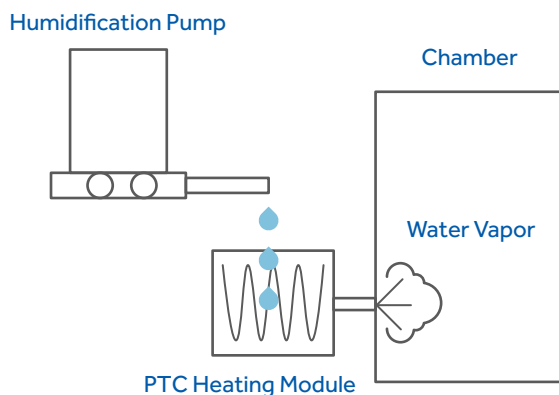 Humidification Pump
Chamber
Water Vapor
PTC Heating Module